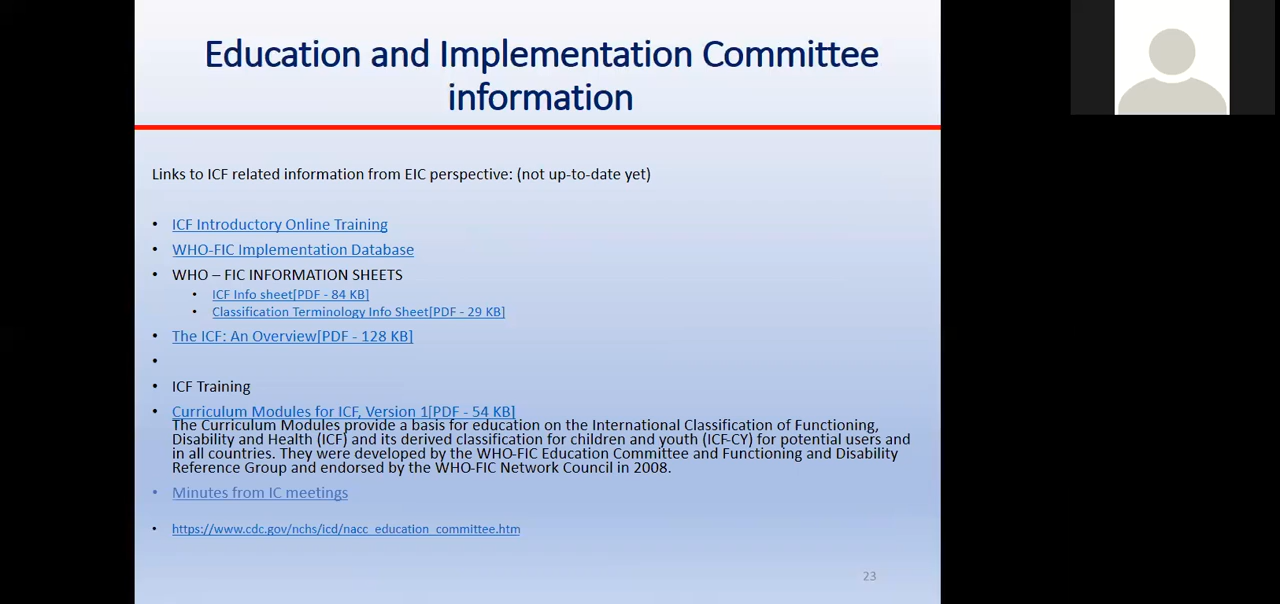 Education and Implementation Committee
information
Links to ICF related information from EIC perspective: (not up-to-date yet)
• ICF Introductory Online Training
• WHO-FIC Implementation Database
• WHO – FIC INFORMATION SHEETS
• ICF Info sheet[PDF - 84 KB]
• Classification Terminology Info Sheet[PDF - 29 KB]
• The ICF: An Overview[PDF - 128 KB]
•
• ICF Training
• Curriculum Modules for ICF, Version 1[PDF - 54 KB]
The Curriculum Modules provide a basis for education on the International Classification of Functioning,
Disability and Health (ICF) and its derived classification for children and youth (ICF-CY) for potential users and
in all countries. They were developed by the WHO-FIC Education Committee and Functioning and Disability
Reference Group and endorsed by the WHO-FIC Network Council in 2008.
• Minutes from IC meetings
• https://www.cdc.gov/nchs/icd/nacc_education_committee.htm
23